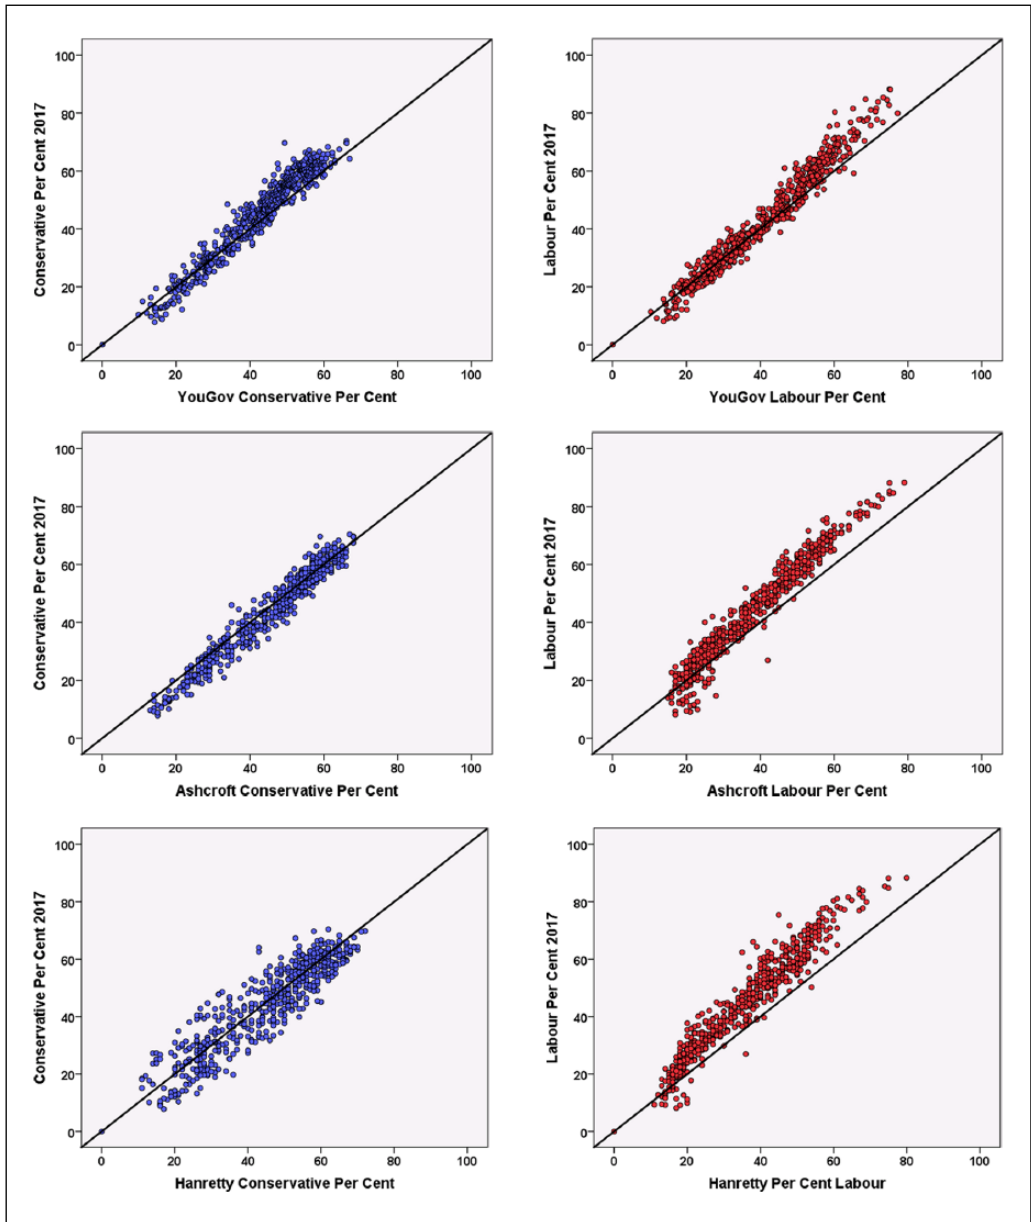 Conservative Per Cent 2017
100
80
60
40
20
0
0 20 40 60 80 100
YouGov Conservative Per Cent
Labour Per Cent 2017
100
80
60
40
20
0
0 20 40 60 80 100
YouGov Labour Per Cent
Conservative Per Cent 2017
100
80
60
40
20
0
0 20 40 60 80 100
Ashcroft Conservative Per Cent
Labour Per Cent 2017
100
80
60
40
20
0
0 20 40 60 80 100
Ashcroft Labour Per Cent
Conservative Per Cent 2017
100
80
60
40
20
0
0 20 40 60 80 100
Hanretty Conservative Per Cent
Labour Per Cent 2017
100
80
60
40
20
0
0 20 40 60 80 100
Hanretty Per Cent Labour